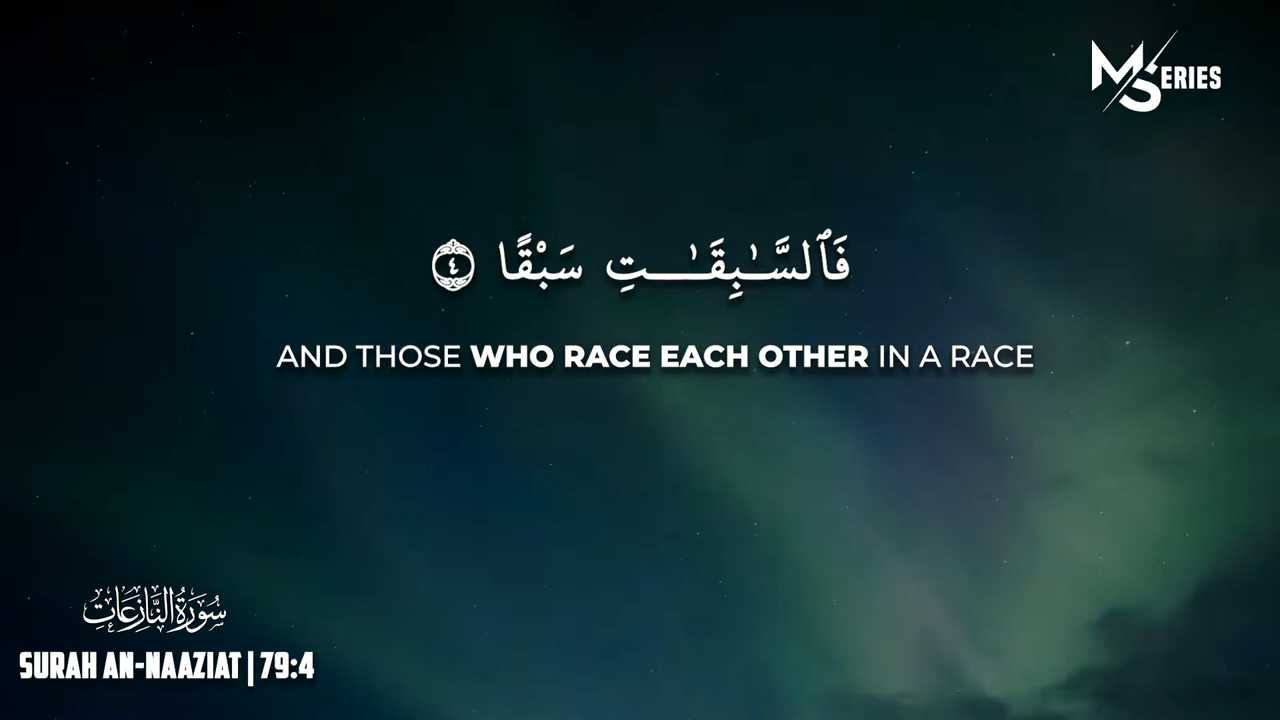 M SERIES
فَٱلسَّـٰبِقَـٰتِ سَبْقًا ٤
AND THOSE WHO RACE EACH OTHER IN A RACE
سُورَةُ النَّازِعَاتِ
SURAH AN-NAAZIAT | 79:4